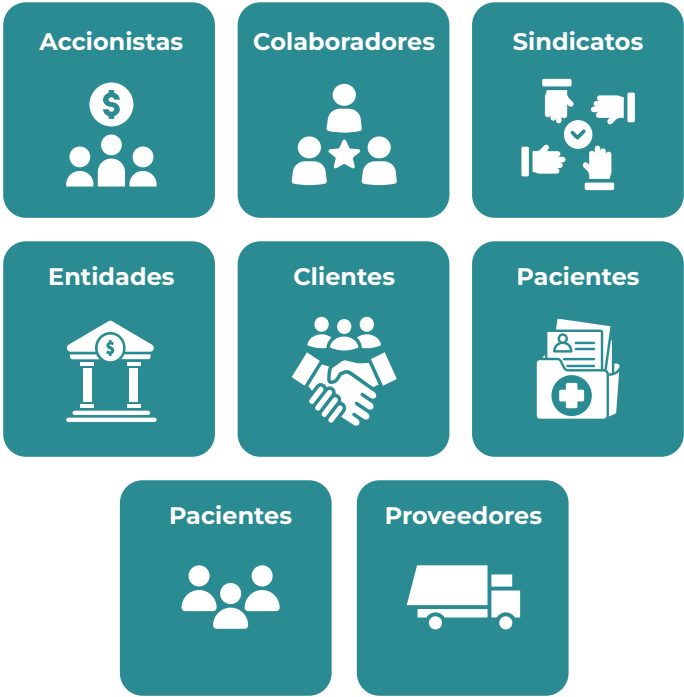 Accionistas
Colaboradores
Sindicatos
$
Entidades
Clientes
Pacientes
$
Pacientes
Proveedores